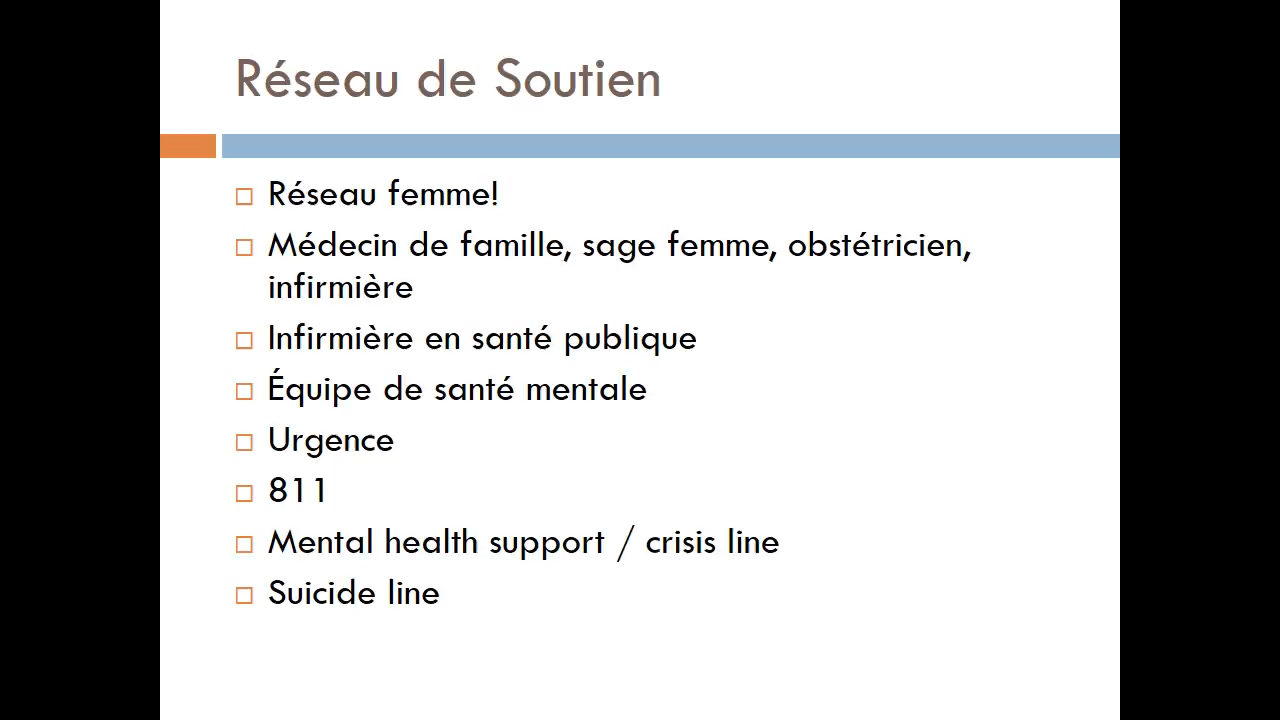 Réseau de Soutien
Réseau femme!
Médecin de famille, sage femme, obstétricien,
infirmière
Infirmière en santé publique
Équipe de santé mentale
Urgence
811
Mental health support / crisis line
Suicide line